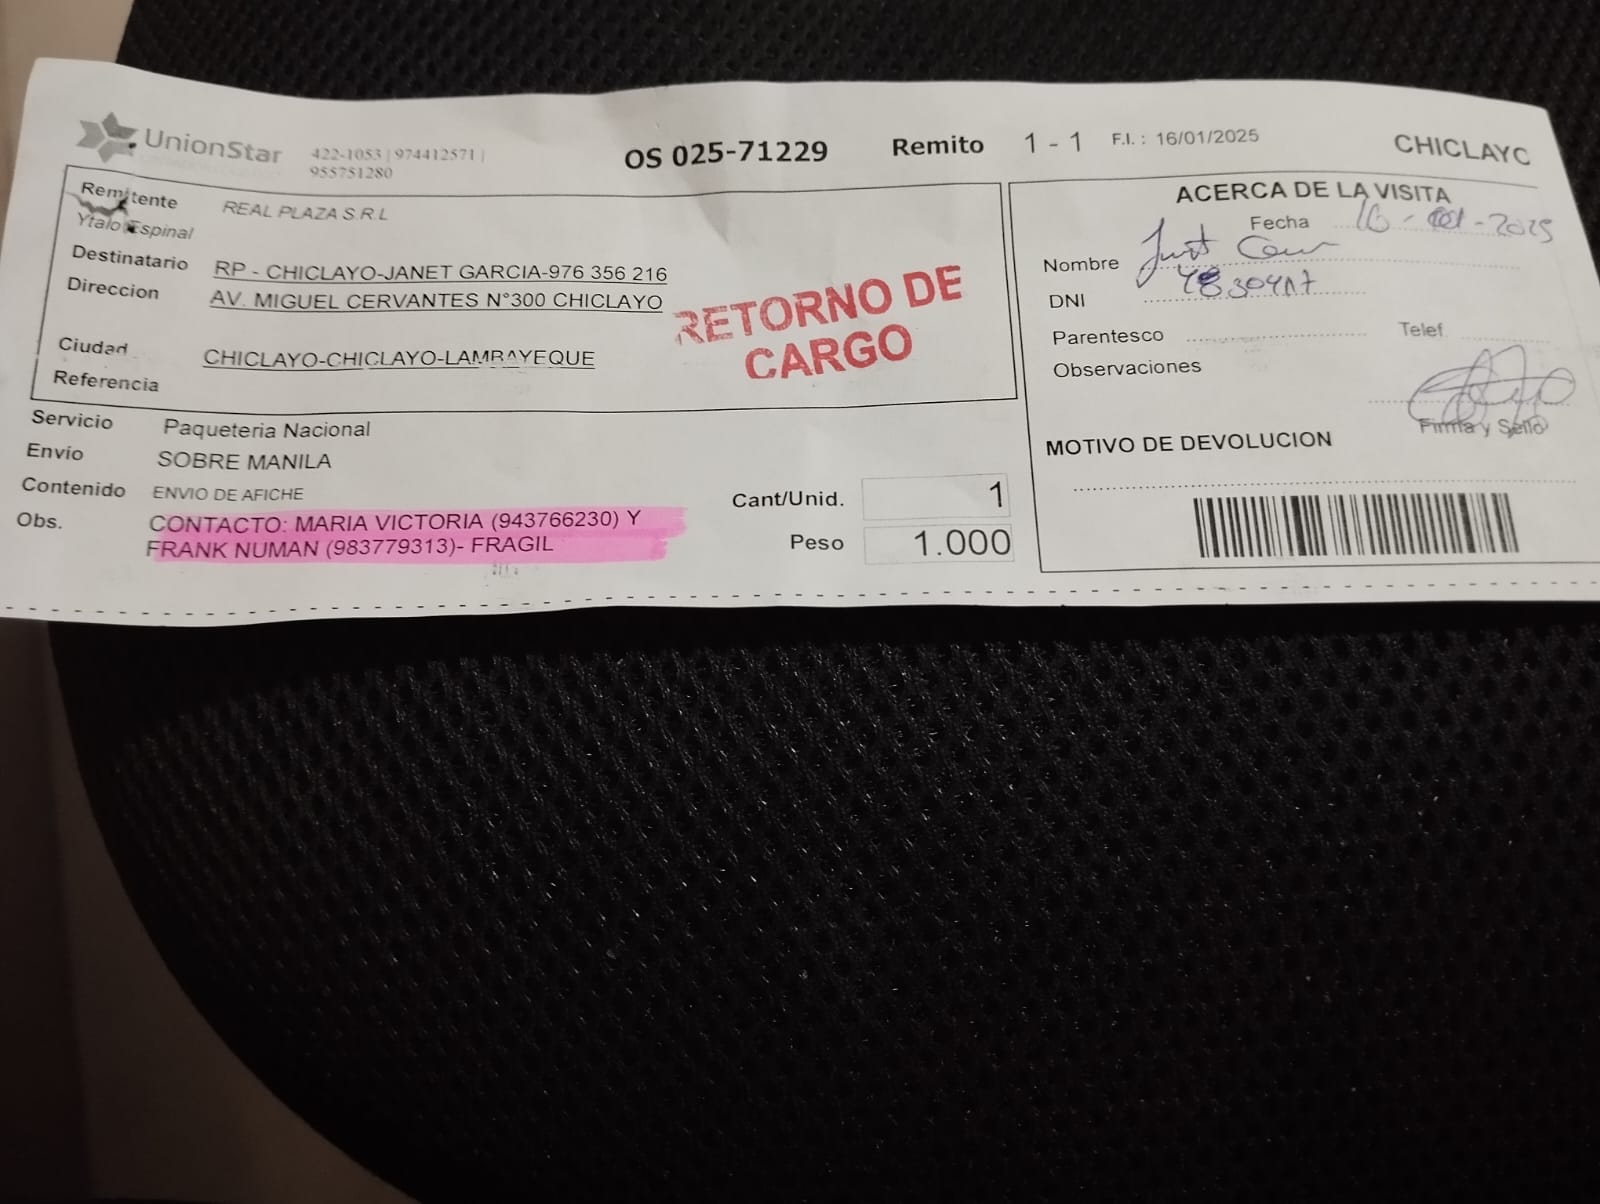 UnionStar
422-1053 | 974412571 |
955751280
OS 025-71229
Remito 1 - 1 F.I. : 16/01/2025
CHICLAYO
Remitente REAL PLAZA S.R.L
Ytalo Espinal
Destinatario RP - CHICLAYO-JANET GARCIA-976 356 216
Direccion AV. MIGUEL CERVANTES N°300 CHICLAYO
Ciudad CHICLAYO-CHICLAYO-LAMBAYEQUE
Referencia
RETORNO DE
CARGO
Servicio Paqueteria Nacional
Envio SOBRE MANILA
Contenido ENVIO DE AFICHE
Obs. CONTACTO: MARIA VICTORIA (943766230) Y
FRANK NUMAN (983779313)- FRAGIL
Cant/Unid. 1
Peso 1.000
ACERCA DE LA VISITA
Fecha 16 - - 2025
Nombre
DNI
Parentesco Telef.
Observaciones
Firma y Sello
MOTIVO DE DEVOLUCION